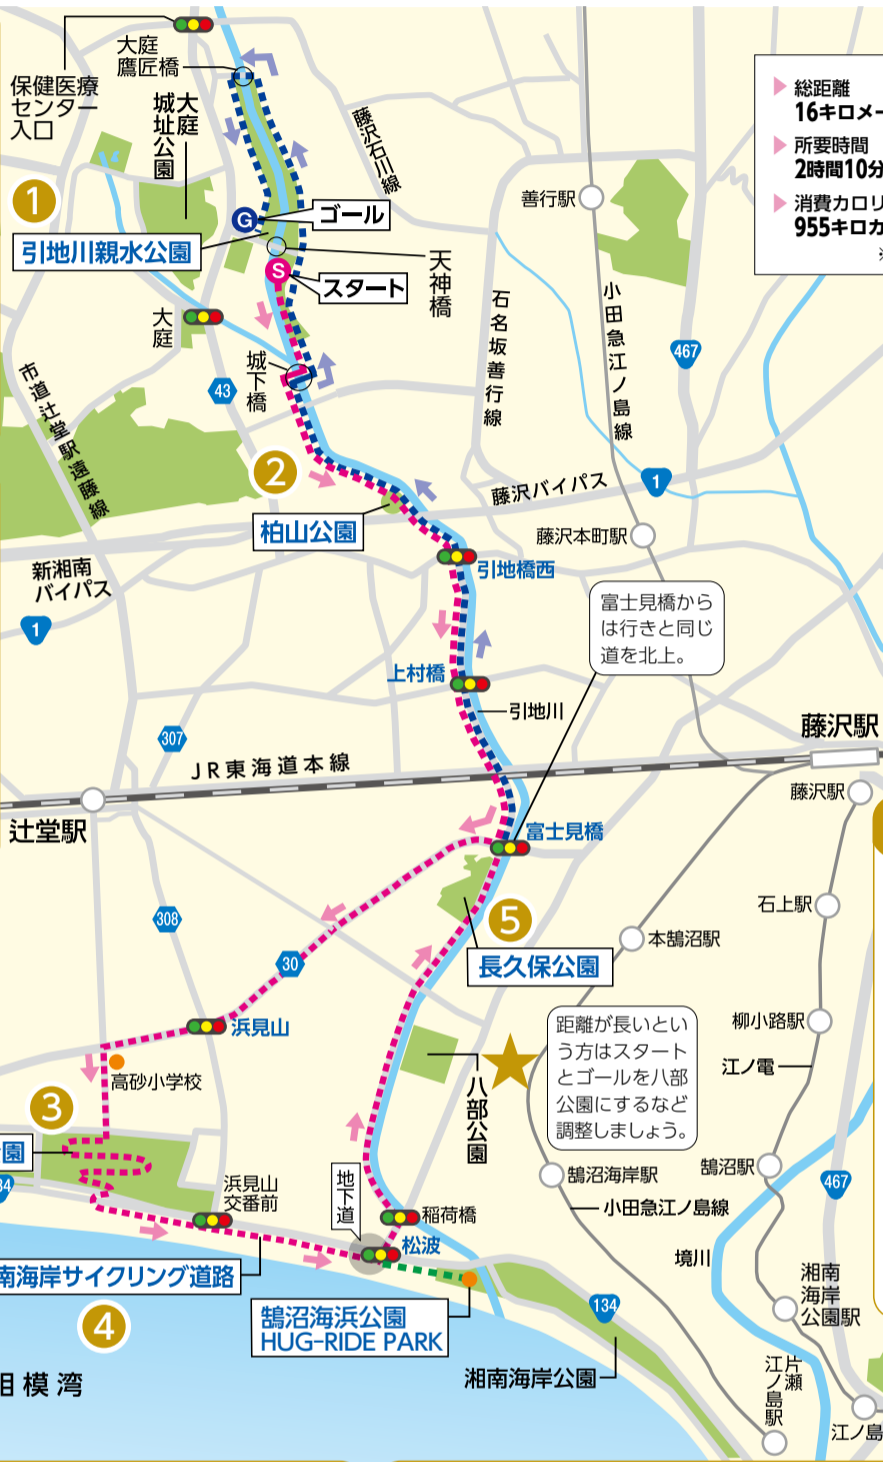 保健医療
センター
入口
大庭
鷹匠橋
大庭
城址公園
藤沢石川線
総距離
16キロメー
所要時間
2時間10分
消費カロリ
955キロカ
1
善行駅
G
ゴール
引地川親水公園
天神橋
S
スタート
大庭
石名坂善行線
小田急江ノ島線
467
城下橋
43
市道辻堂駅遠藤線
2
藤沢バイパス
1
柏山公園
藤沢本町駅
引地橋西
新湘南
バイパス
1
富士見橋から
は行きと同じ
道を北上。
上村橋
引地川
307
藤沢駅
JR東海道本線
藤沢駅
辻堂駅
富士見橋
308
5
石上駅
本鵠沼駅
30
長久保公園
浜見山
柳小路駅
距離が長いとい
う方はスタート
とゴールを八部
公園にするなど
調整しましょう。
江ノ電
高砂小学校
八部公園
3
園
34
浜見山
交番前
地下道
鵠沼海岸駅
鵠沼駅
467
稲荷橋
小田急江ノ島線
松波
境川
南海岸サイクリング道路
湘南
海岸
公園駅
134
4
鵠沼海浜公園
HUG-RIDE PARK
湘南海岸公園
片瀬
江ノ島駅
相模湾
江ノ島